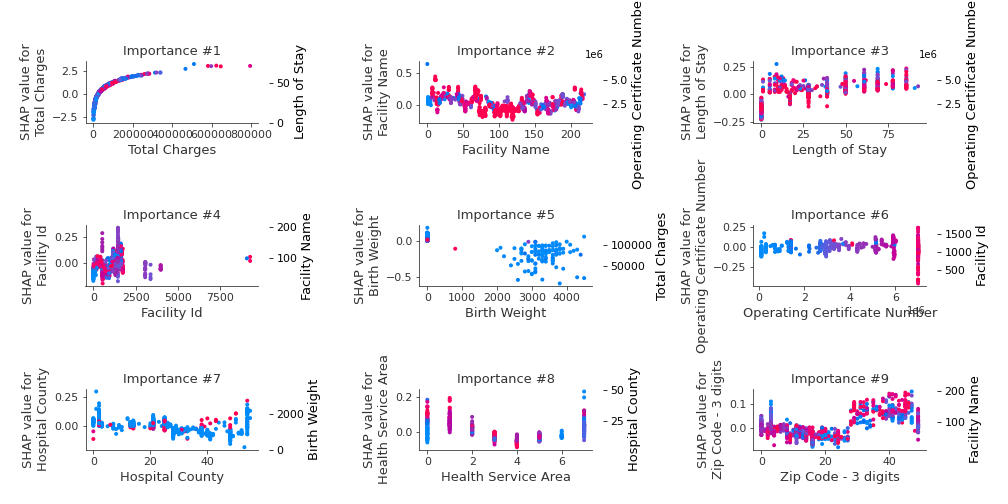 Importance #1
SHAP value for
Total Charges
2.5
0.0
−2.5
0
Total Charges
50
0
Length of Stay
Importance #2
1e6
SHAP value for
Facility Name
0.5
0.0
0 50 100 150 200
Facility Name
5.0
2.5
Operating Certificate Number
Importance #3
1e6
SHAP value for
Length of Stay
0.25
0.00
−0.25
0 25 50 75
Length of Stay
5.0
2.5
Operating Certificate Number
Importance #4
SHAP value for
Facility Id
0.25
0.00
0 2500 5000 7500
Facility Id
200
100
Facility Name
Importance #5
SHAP value for
Birth Weight
0.0
−0.5
0 1000 2000 3000 4000
Birth Weight
100000
50000
Total Charges
Importance #6
SHAP value for
Operating Certificate Number
0.25
0.00
−0.25
0 2 4 6
Operating Certificate Number
1500
1000
500
Facility Id
Importance #7
SHAP value for
Hospital County
0.25
0.00
0 20 40
Hospital County
2000
0
Birth Weight
Importance #8
SHAP value for
Health Service Area
0.2
0.0
0 2 4 6
Health Service Area
50
25
Hospital County
Importance #9
SHAP value for
Zip Code - 3 digits
0.1
0.0
0 20 40
Zip Code - 3 digits
200
100
Facility Name